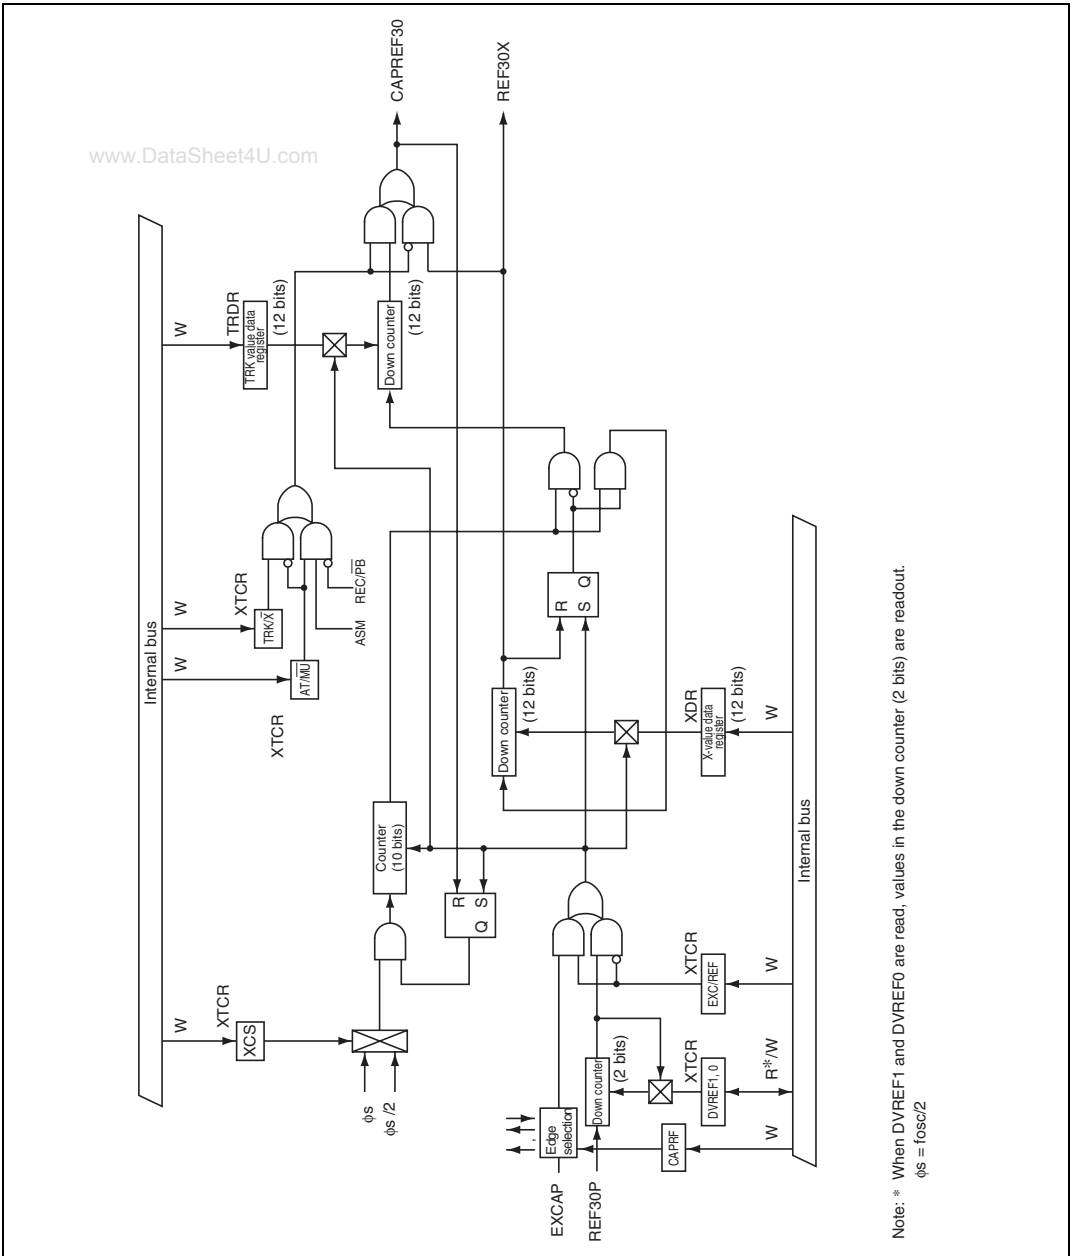 www.DataSheet4U.com
CAPREF30
REF30X
Internal bus
W
TRDR
TRK value data
register
(12 bits)
Down counter
(12 bits)
W
XTCR
TRK/X̅
W
AT/M̅U̅
XTCR
ASM
REC/P̅B̅
R
S
Q
Down counter
(12 bits)
XDR
X-value data
register
(12 bits)
W
Counter
(10 bits)
R
S
Q
W
XTCR
XCS
φs
φs /2
XTCR
EXC/REF
W
Down counter
(2 bits)
XTCR
DVREF1, 0
R*/W
Edge
selection
,
CAPRF
W
EXCAP
REF30P
Internal bus
Note: * When DVREF1 and DVREF0 are read, values in the down counter (2 bits) are readout.
φs = fosc/2